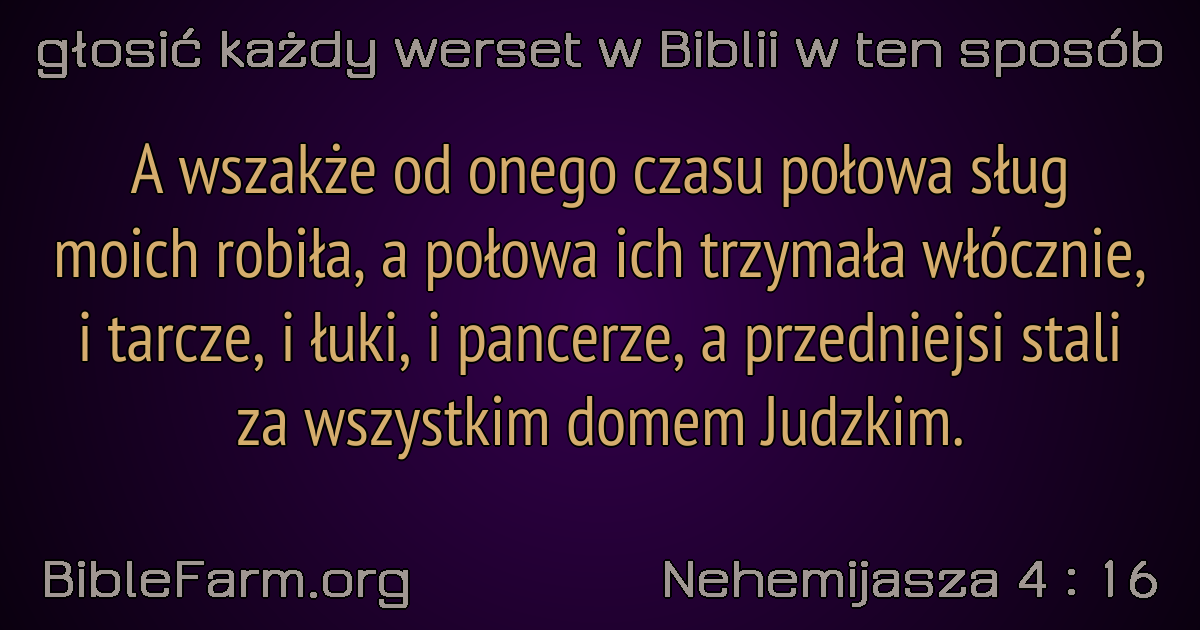 głosić każdy werset w Biblii w ten sposób
A wszakże od onego czasu połowa sług
moich robiła, a połowa ich trzymała włócznie,
i tarcze, i łuki, i pancerze, a przedniejsi stali
za wszystkim domem Judzkim.
BibleFarm.org
Nehemijasza 4 : 16